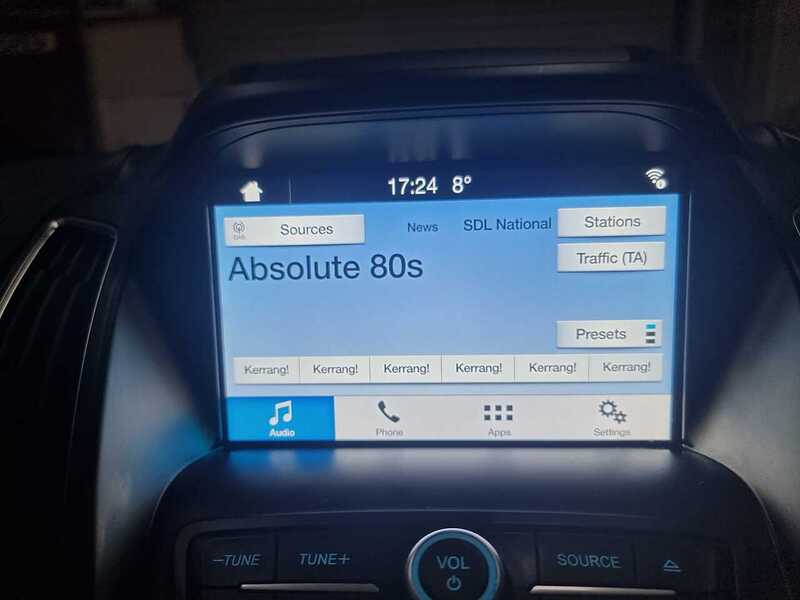 17:24 8°
DAB Sources News SDL National Stations
Absolute 80s
Traffic (TA)
Presets
Kerrang! Kerrang! Kerrang! Kerrang! Kerrang! Kerrang!
Audio Phone Apps Settings
−TUNE TUNE+ VOL SOURCE